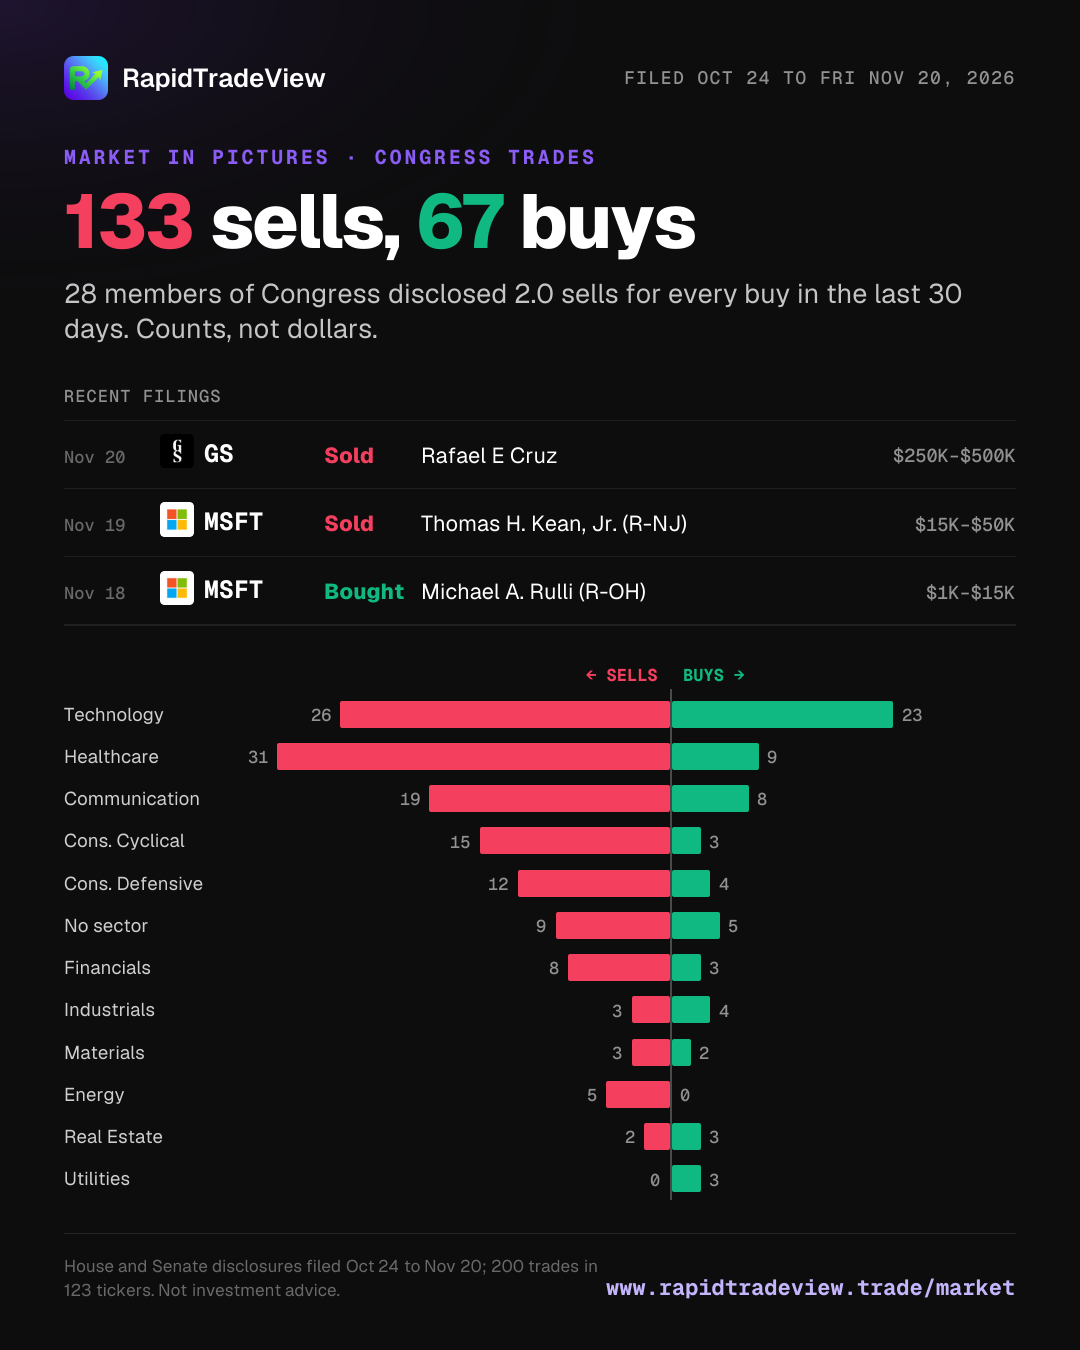 RapidTradeView
FILED OCT 24 TO FRI NOV 20, 2026
MARKET IN PICTURES · CONGRESS TRADES
133 sells, 67 buys
28 members of Congress disclosed 2.0 sells for every buy in the last 30
days. Counts, not dollars.
RECENT FILINGS
Nov 20 GS Sold Rafael E Cruz $250K–$500K
Nov 19 MSFT Sold Thomas H. Kean, Jr. (R-NJ) $15K–$50K
Nov 18 MSFT Bought Michael A. Rulli (R-OH) $1K–$15K
← SELLS BUYS →
Technology 26 23
Healthcare 31 9
Communication 19 8
Cons. Cyclical 15 3
Cons. Defensive 12 4
No sector 9 5
Financials 8 3
Industrials 3 4
Materials 3 2
Energy 5 0
Real Estate 2 3
Utilities 0 3
House and Senate disclosures filed Oct 24 to Nov 20; 200 trades in
123 tickers. Not investment advice.
www.rapidtradeview.trade/market